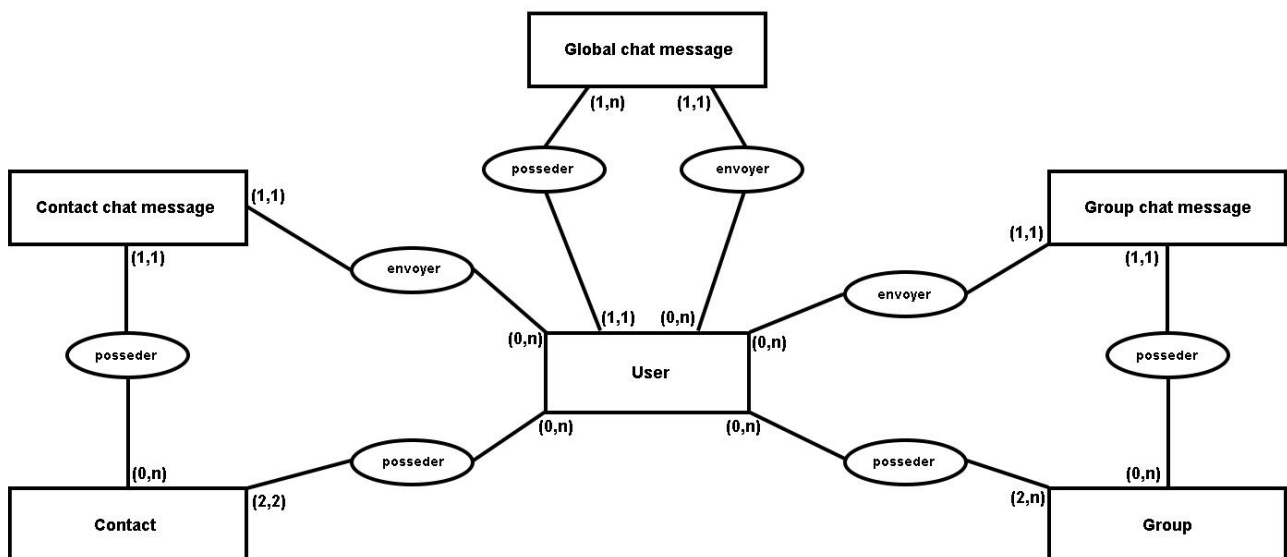 Global chat message
(1,n)
(1,1)
posseder
envoyer
Contact chat message
(1,1)
Group chat message
(1,1)
(1,1)
(1,1)
envoyer
envoyer
(1,1)
(0,n)
(0,n)
(0,n)
posseder
posseder
User
(0,n)
(0,n)
posseder
posseder
(0,n)
(2,2)
(2,n)
(0,n)
Contact
Group